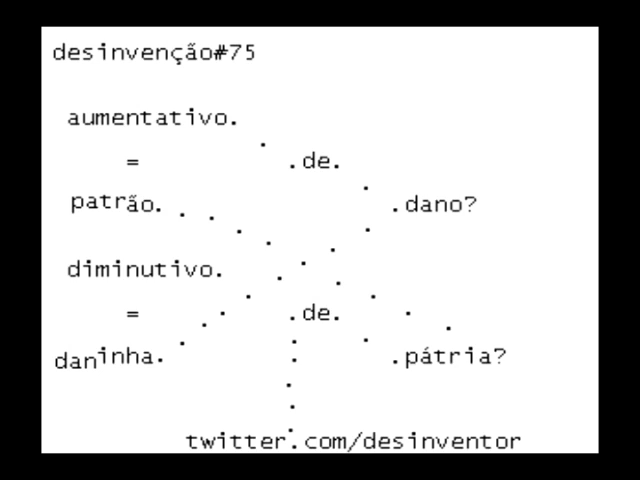 desinvenção#75
aumentativo.
= .de.
patrão. .dano?
diminutivo.
= .de.
daninha. .pátria?
twitter.com/desinventor